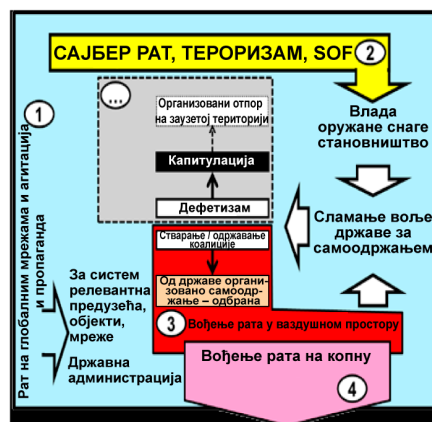 САЈБЕР РАТ, ТЕРОРИЗАМ, SOF 2
...
Организовани отпор
на заузетој територији
1
Рат на глобалним мрежама и агитација
и пропаганда
Капитулација
Дефетизам
Влада
оружане снаге
становништво
Сламање воље
државе за
самоодржањем
Стварање / одржавање
коалиције
Од државе органи-
зовано самоодр-
жање – одбрана
За систем
релевантна
предузећа,
објекти,
мреже
Државна
администрација
3 Вођење рата у ваздушном простору
Вођење рата на копну
4